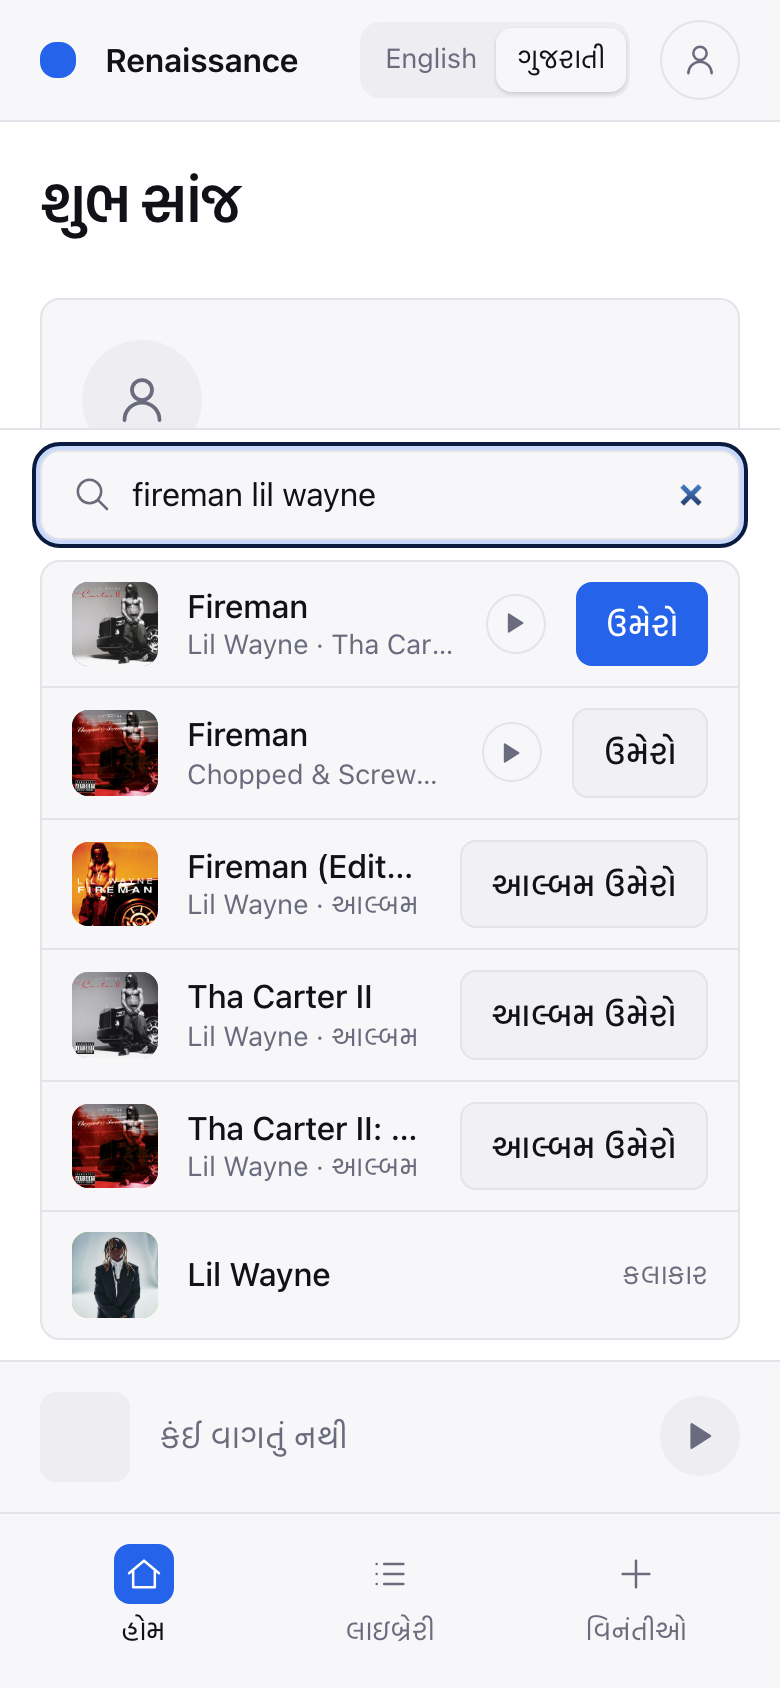 Renaissance
English
ગુજરાતી
શુભ સાંજ
fireman lil wayne
Fireman
Lil Wayne · Tha Car...
ઉમેરો
Fireman
Chopped & Screw...
ઉમેરો
Fireman (Edit...
Lil Wayne · આલ્બમ
આલ્બમ ઉમેરો
Tha Carter II
Lil Wayne · આલ્બમ
આલ્બમ ઉમેરો
Tha Carter II: ...
Lil Wayne · આલ્બમ
આલ્બમ ઉમેરો
Lil Wayne
કલાકાર
કંઈ વાગતું નથી
હોમ
લાઇબ્રેરી
વિનંતીઓ